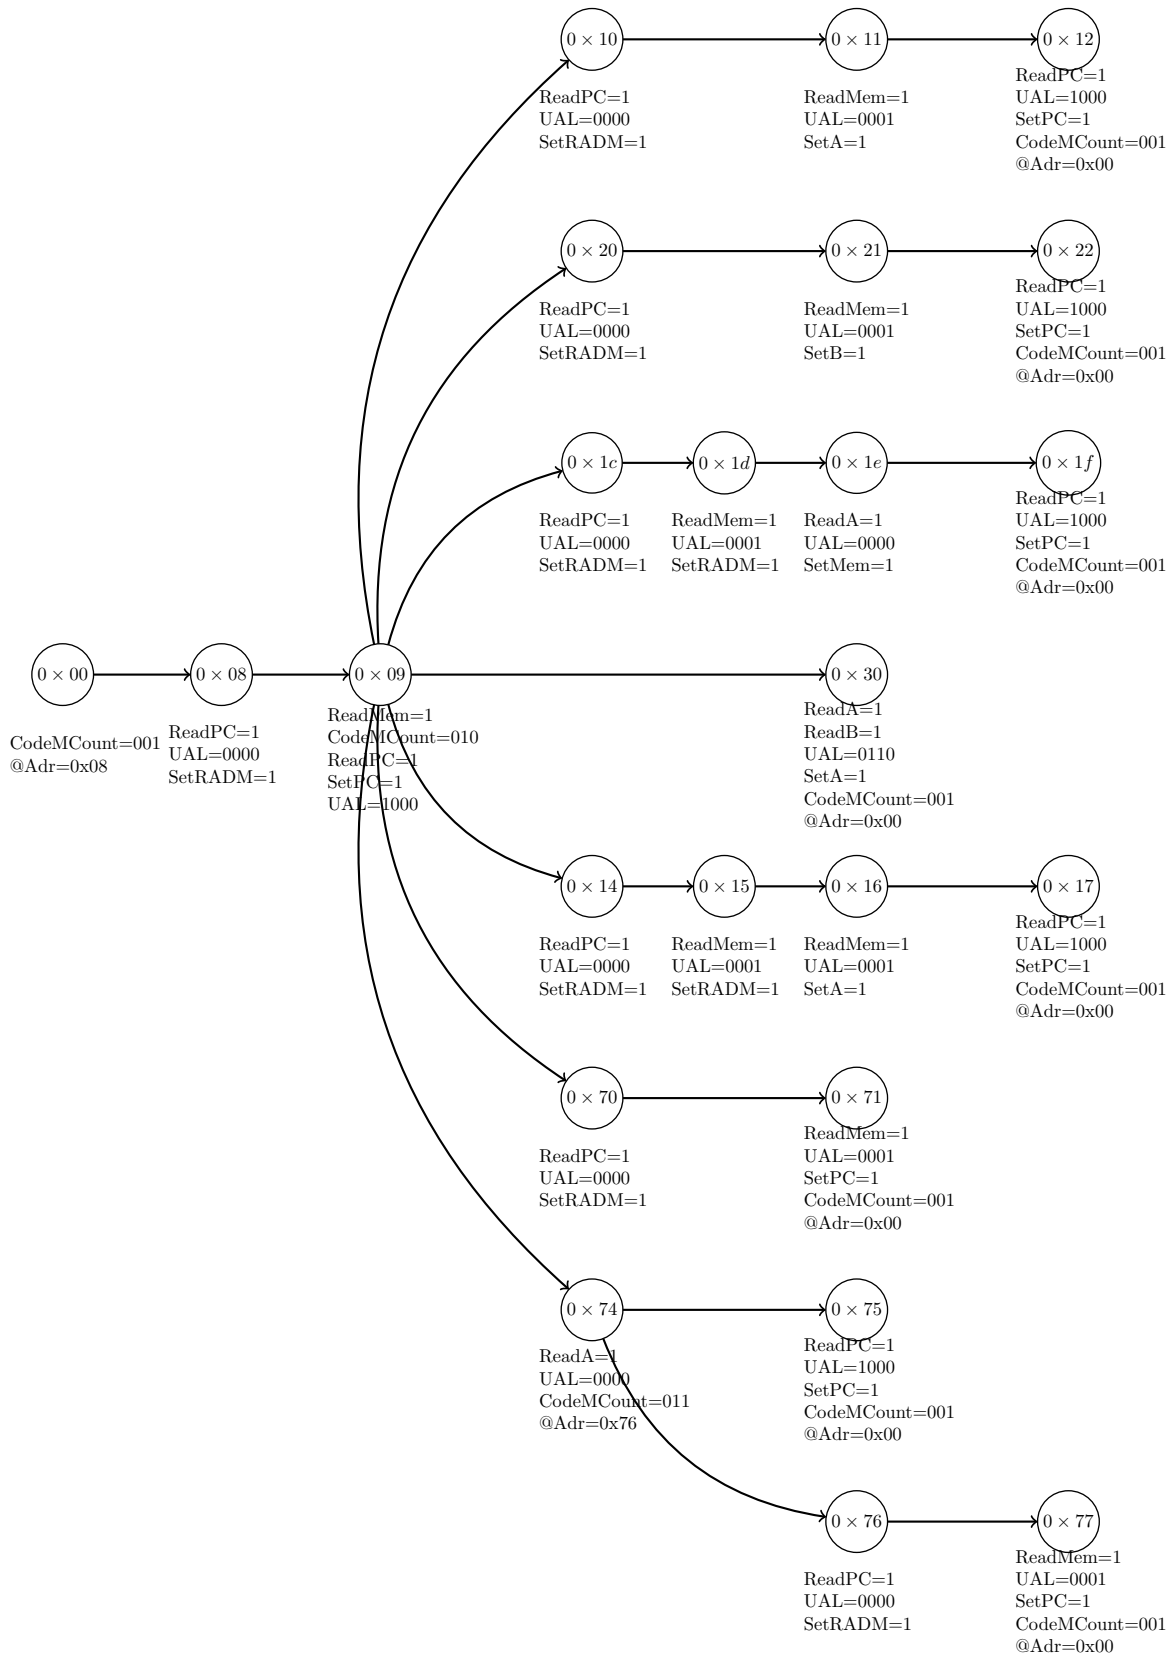 0 × 10
0 × 11
0 × 12
ReadPC=1
UAL=0000
SetRADM=1
ReadMem=1
UAL=0001
SetA=1
ReadPC=1
UAL=1000
SetPC=1
CodeMCount=001
@Adr=0x00
0 × 20
0 × 21
0 × 22
ReadPC=1
UAL=0000
SetRADM=1
ReadMem=1
UAL=0001
SetB=1
ReadPC=1
UAL=1000
SetPC=1
CodeMCount=001
@Adr=0x00
0 × 1c
0 × 1d
0 × 1e
0 × 1f
ReadPC=1
UAL=0000
SetRADM=1
ReadMem=1
UAL=0001
SetRADM=1
ReadA=1
UAL=0000
SetMem=1
ReadPC=1
UAL=1000
SetPC=1
CodeMCount=001
@Adr=0x00
0 × 00
0 × 08
0 × 09
0 × 30
CodeMCount=001
@Adr=0x08
ReadPC=1
UAL=0000
SetRADM=1
ReadMem=1
CodeMCount=010
ReadPC=1
SetPC=1
UAL=1000
ReadA=1
ReadB=1
UAL=0110
SetA=1
CodeMCount=001
@Adr=0x00
0 × 14
0 × 15
0 × 16
0 × 17
ReadPC=1
UAL=0000
SetRADM=1
ReadMem=1
UAL=0001
SetRADM=1
ReadMem=1
UAL=0001
SetA=1
ReadPC=1
UAL=1000
SetPC=1
CodeMCount=001
@Adr=0x00
0 × 70
0 × 71
ReadPC=1
UAL=0000
SetRADM=1
ReadMem=1
UAL=0001
SetPC=1
CodeMCount=001
@Adr=0x00
0 × 74
0 × 75
ReadA=1
UAL=0000
CodeMCount=011
@Adr=0x76
ReadPC=1
UAL=1000
SetPC=1
CodeMCount=001
@Adr=0x00
0 × 76
0 × 77
ReadPC=1
UAL=0000
SetRADM=1
ReadMem=1
UAL=0001
SetPC=1
CodeMCount=001
@Adr=0x00